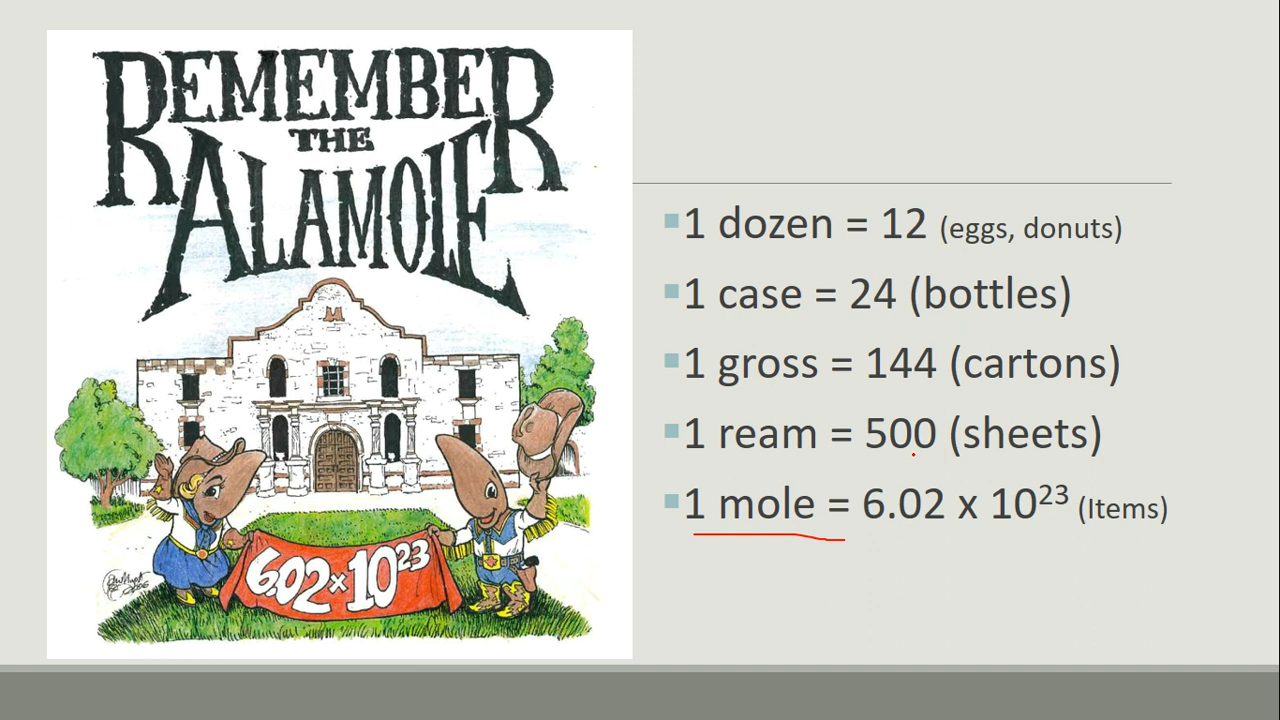 REMEMBER
THE
ALAMOLE
6.02 x 10²³
1 dozen = 12 (eggs, donuts)
1 case = 24 (bottles)
1 gross = 144 (cartons)
1 ream = 500 (sheets)
1 mole = 6.02 x 10²³ (Items)